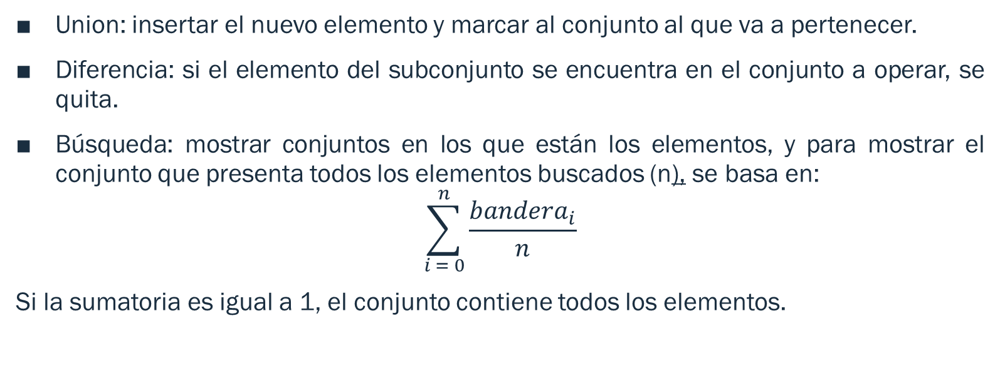 ▪ Union: insertar el nuevo elemento y marcar al conjunto al que va a pertenecer.
▪ Diferencia: si el elemento del subconjunto se encuentra en el conjunto a operar, se
quita.
▪ Búsqueda: mostrar conjuntos en los que están los elementos, y para mostrar el
conjunto que presenta todos los elementos buscados (n), se basa en:
n
∑ bandera_i / n
i = 0
Si la sumatoria es igual a 1, el conjunto contiene todos los elementos.